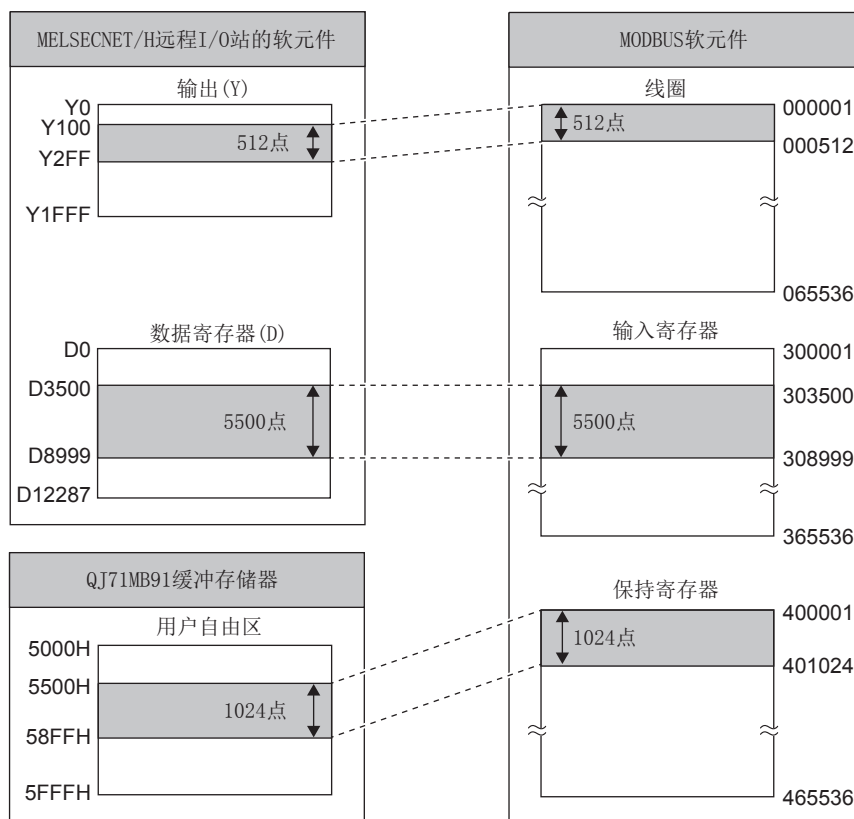 MELSECNET/H远程I/O站的软元件
输出(Y)
Y0
Y100
512点
Y2FF
Y1FFF
数据寄存器(D)
D0
D3500
5500点
D8999
D12287
QJ71MB91缓冲存储器
用户自由区
5000H
5500H
1024点
58FFH
5FFFH
MODBUS软元件
线圈
000001
512点
000512
065536
输入寄存器
300001
303500
5500点
308999
365536
保持寄存器
400001
1024点
401024
465536